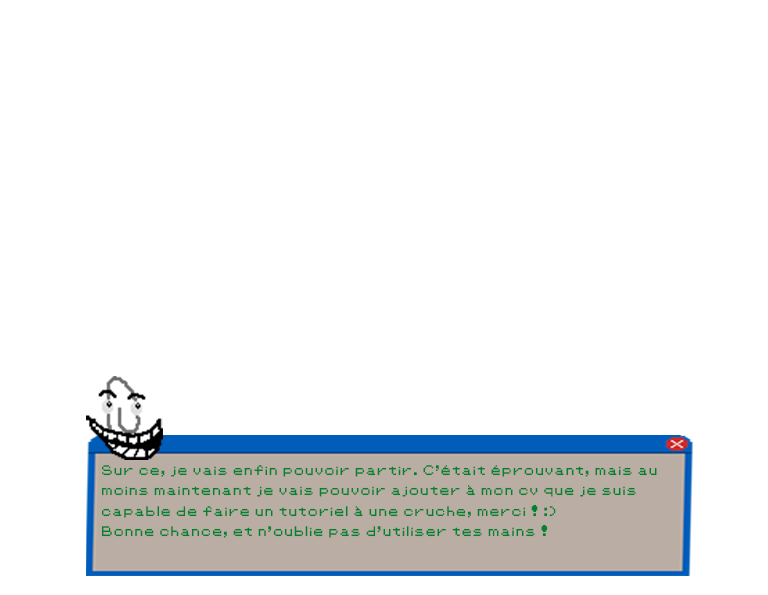 Sur ce, je vais enfin pouvoir partir. C'était éprouvant, mais au
moins maintenant je vais pouvoir ajouter à mon cv que je suis
capable de faire un tutoriel à une cruche, merci ! :)
Bonne chance, et n'oublie pas d'utiliser tes mains !